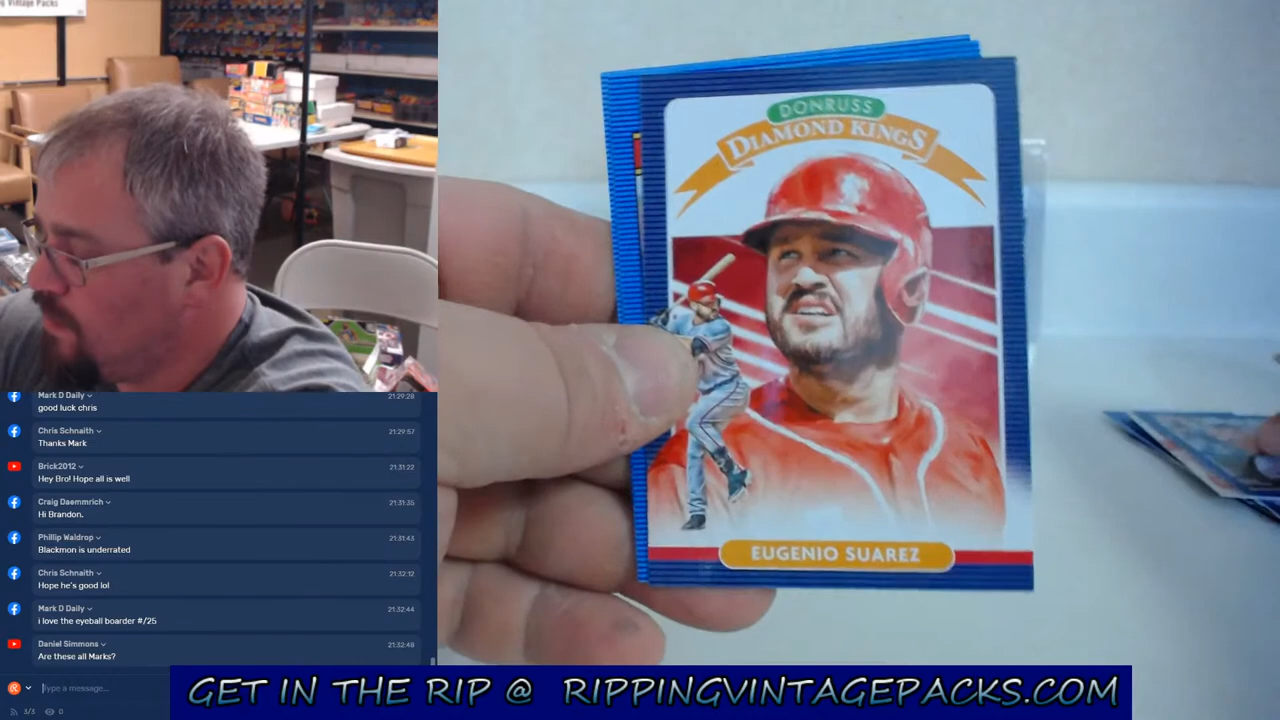 g Vintage Packs
DONRUSS
DIAMOND KINGS
EUGENIO SUAREZ
Mark D Daily
21:29:28
good luck chris
Chris Schnaith
21:29:57
Thanks Mark
Brick2012
21:31:22
Hey Bro! Hope all is well
Craig Daemmrich
21:31:35
Hi Brandon.
Phillip Waldrop
21:31:43
Blackmon is underrated
Chris Schnaith
21:32:12
Hope he's good lol
Mark D Daily
21:32:44
i love the eyeball boarder #/25
Daniel Simmons
21:32:48
Are these all Marks?
Type a message...
3/3
0
GET IN THE RIP @ RIPPINGVINTAGEPACKS.COM